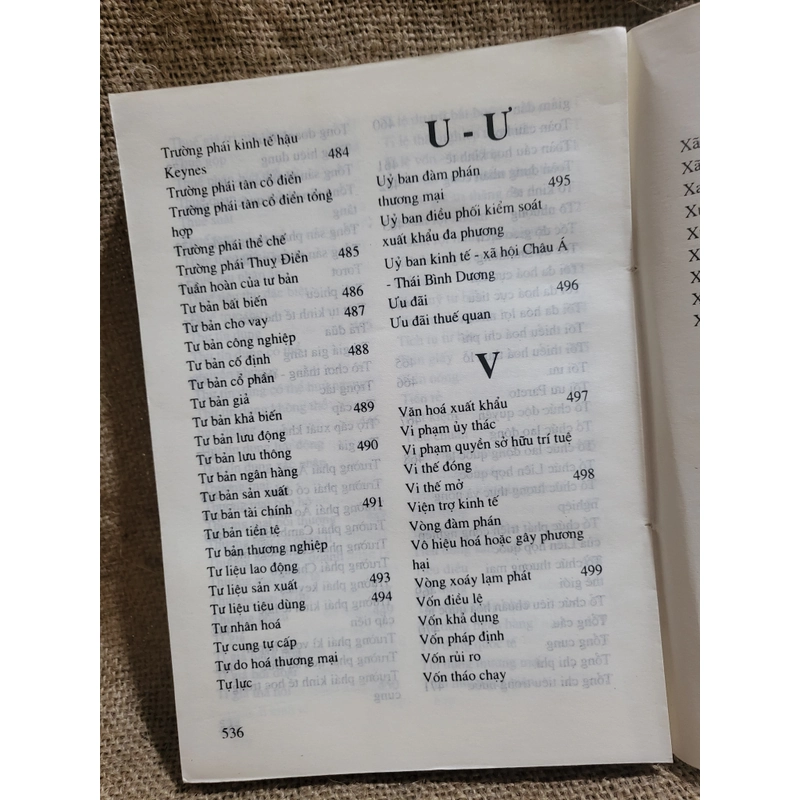 Trường phái kinh tế hậu
Keynes 484
Trường phái tân cổ điển
Trường phái tân cổ điển tổng
hợp
Trường phái thể chế
Trường phái Thuỵ Điển 485
Tuần hoàn của tư bản
Tư bản bất biến 486
Tư bản cho vay 487
Tư bản công nghiệp
Tư bản cố định 488
Tư bản cổ phần
Tư bản giả
Tư bản khả biến 489
Tư bản lưu động
Tư bản lưu thông 490
Tư bản ngân hàng
Tư bản sản xuất
Tư bản tài chính 491
Tư bản tiền tệ
Tư bản thương nghiệp
Tư liệu lao động
Tư liệu sản xuất 493
Tư liệu tiêu dùng 494
Tư nhân hoá
Tự cung tự cấp
Tự do hoá thương mại
Tự lực
536
U - Ư
Uỷ ban đàm phán
thương mại 495
Uỷ ban điều phối kiểm soát
xuất khẩu đa phương
Uỷ ban kinh tế - xã hội Châu Á
- Thái Bình Dương
Ưu đãi 496
Ưu đãi thuế quan
V
Văn hoá xuất khẩu 497
Vi phạm ủy thác
Vi phạm quyền sở hữu trí tuệ
Vị thế đóng
Vị thế mở 498
Viện trợ kinh tế
Vòng đàm phán
Vô hiệu hoá hoặc gây phương
hại
Vòng xoáy lạm phát 499
Vốn điều lệ
Vốn khả dụng
Vốn pháp định
Vốn rủi ro
Vốn tháo chạy